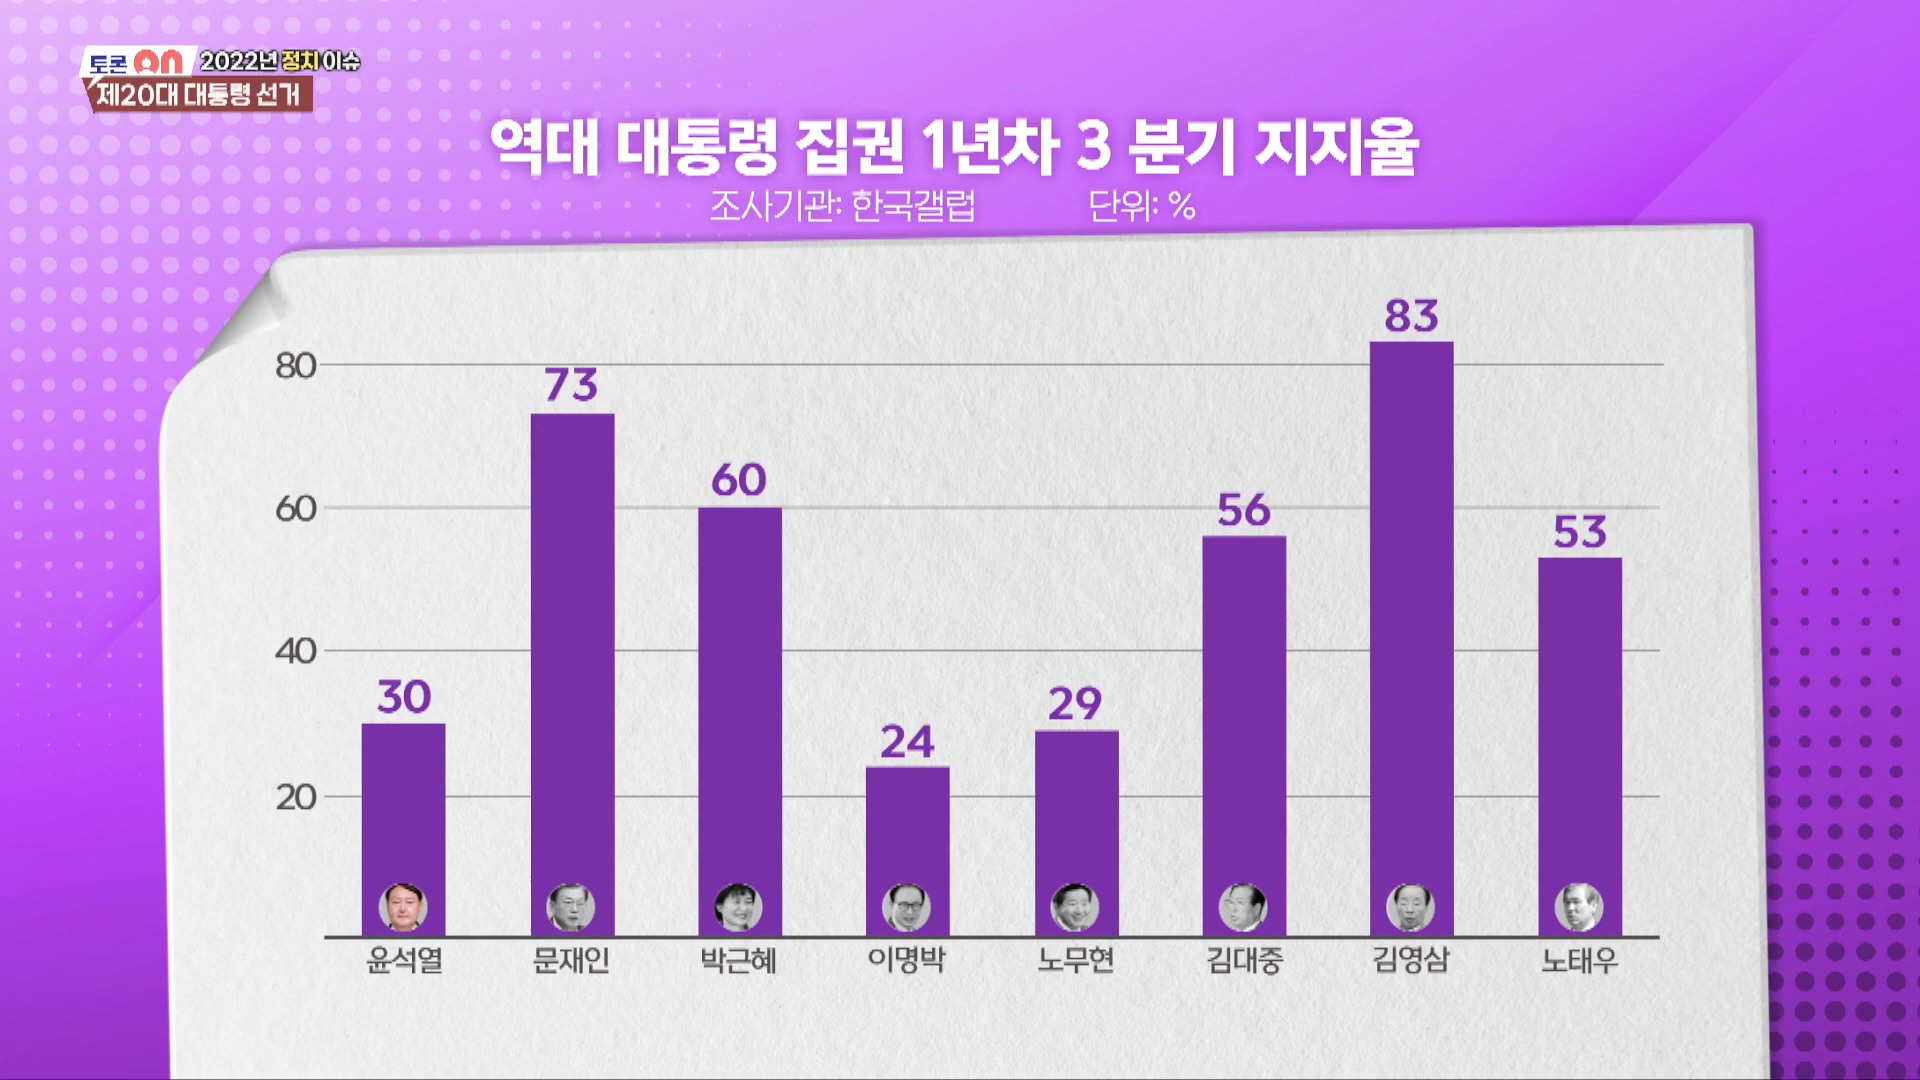 토론 ON 2022년 정치이슈
제20대 대통령 선거
역대 대통령 집권 1년차 3 분기 지지율
조사기관: 한국갤럽 단위: %
83
80
73
60
60
56
53
40
30
29
24
20
윤석열 문재인 박근혜 이명박 노무현 김대중 김영삼 노태우